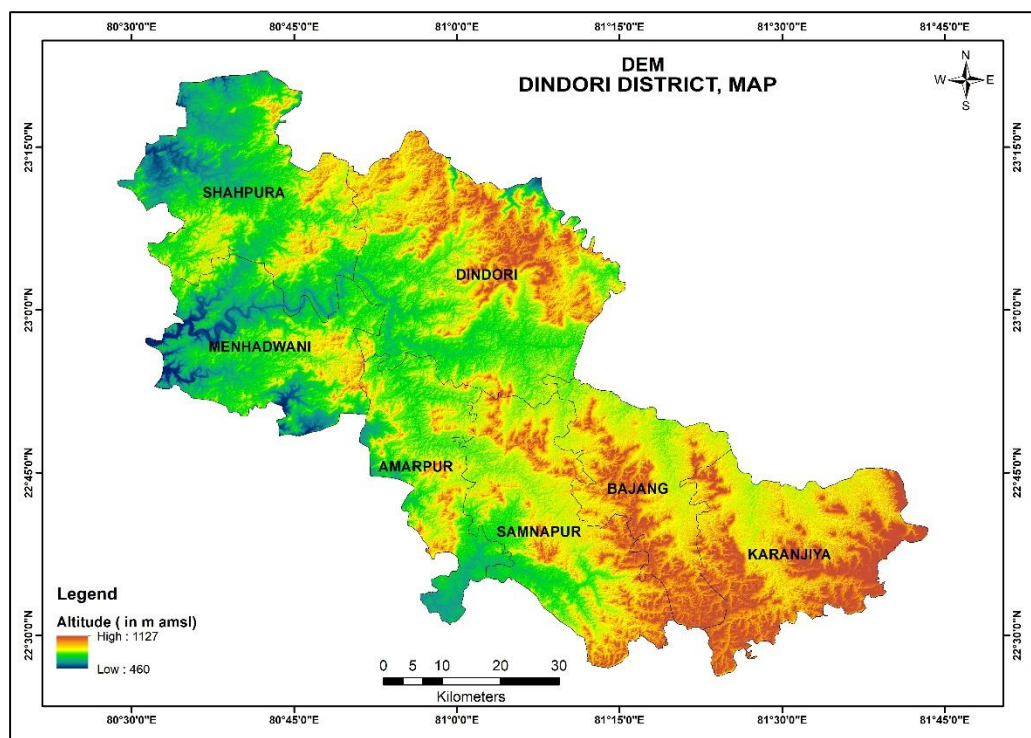 80°30'0"E 80°45'0"E 81°0'0"E 81°15'0"E 81°30'0"E 81°45'0"E
DEM
DINDORI DISTRICT, MAP
N
W E
S
23°15'0"N 23°15'0"N
SHAHPURA
DINDORI
23°0'0"N 23°0'0"N
MENHADWANI
AMARPUR
22°45'0"N 22°45'0"N
BAJANG
SAMNAPUR
KARANJIYA
Legend
Altitude ( in m amsl)
High : 1127
Low : 460
22°30'0"N 22°30'0"N
0 5 10 20 30
Kilometers
80°30'0"E 80°45'0"E 81°0'0"E 81°15'0"E 81°30'0"E 81°45'0"E